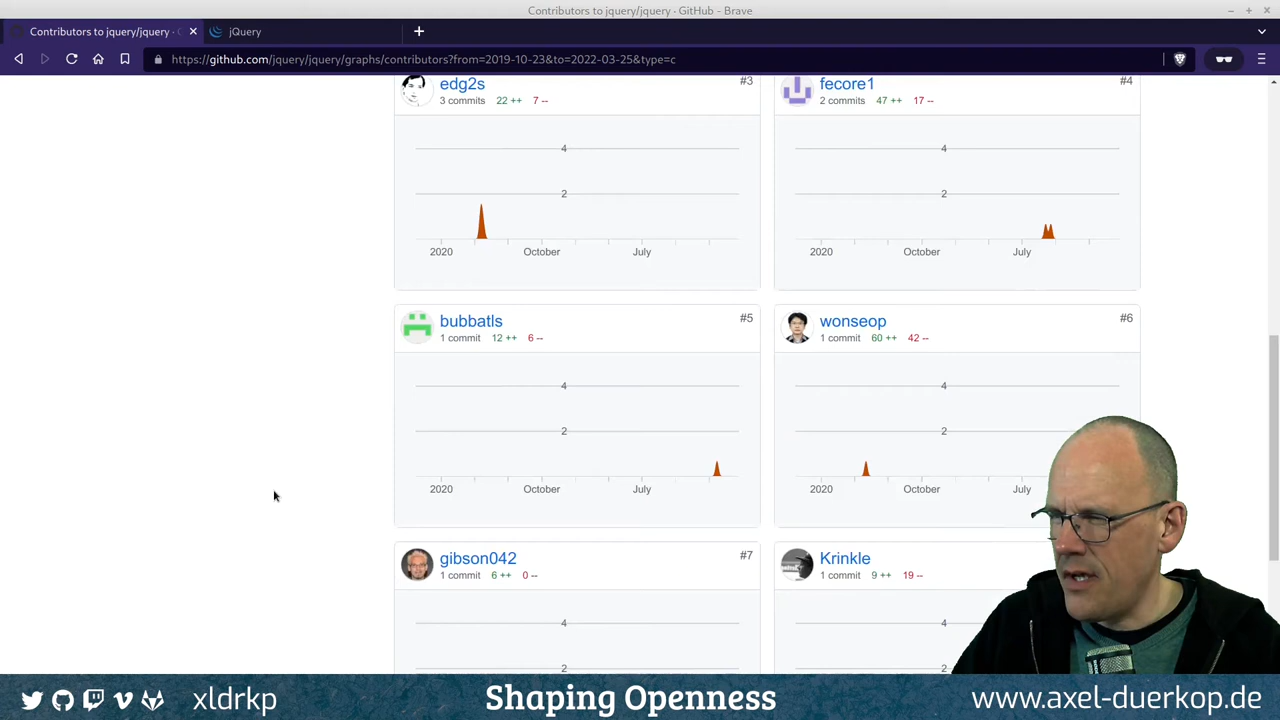 Contributors to jquery/jquery · GitHub - Brave
Contributors to jquery/jquery ·
jQuery
https://github.com/jquery/jquery/graphs/contributors?from=2019-10-23&to=2022-03-25&type=c
edg2s #3
3 commits 22 ++ 7 --
4
2
2020 October July
fecore1 #4
2 commits 47 ++ 17 --
4
2
2020 October July
bubbatls #5
1 commit 12 ++ 6 --
4
2
2020 October July
wonseop #6
1 commit 60 ++ 42 --
4
2
2020 October July
gibson042 #7
1 commit 6 ++ 0 --
4
2
Krinkle
1 commit 9 ++ 19 --
4
2
xldrkp Shaping Openness www.axel-duerkop.de